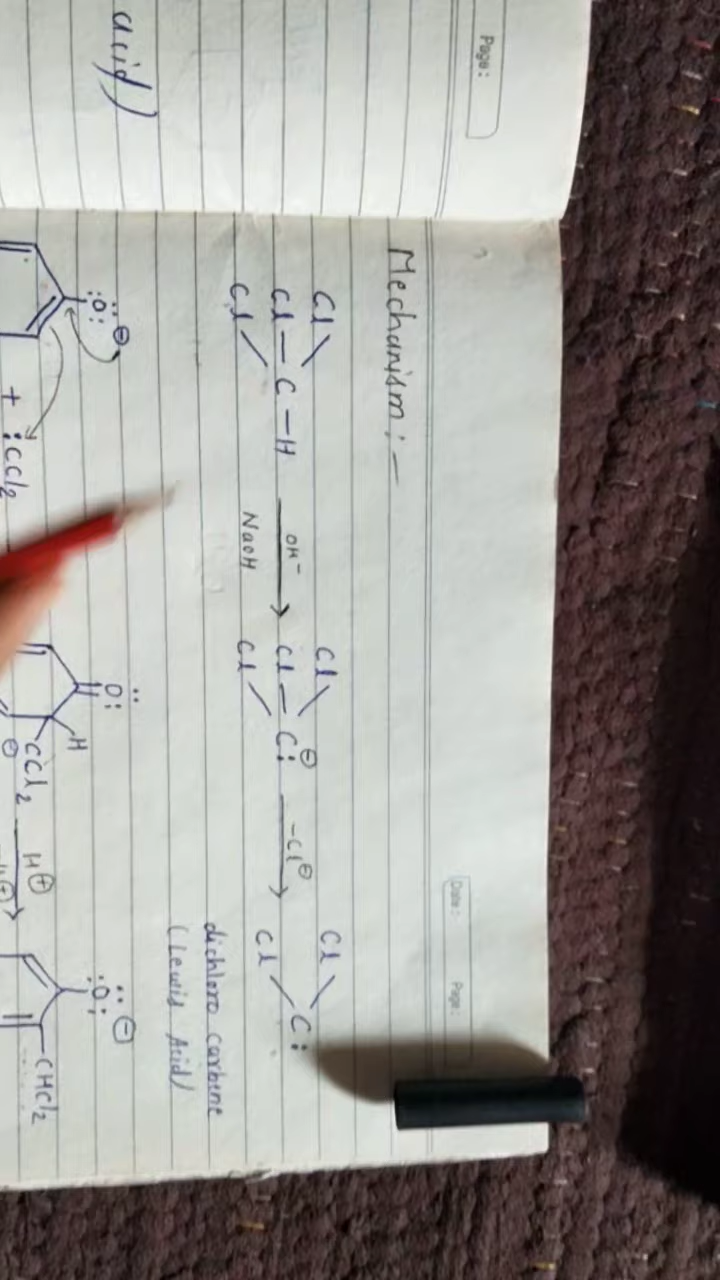 Page:
acid)
Date: Page:
Mechanism:-
Cl Cl Cl
Cl – C – H OH⁻ → Cl – C:⊖ –Cl⊖ → C:
Cl NaOH Cl Cl
dichloro carbene
(Lewis Acid)
:Ö:⊖ Ö: :Ö:⊖
H
+ :CCl2 CCl2 H⊕ → CHCl2
⊖